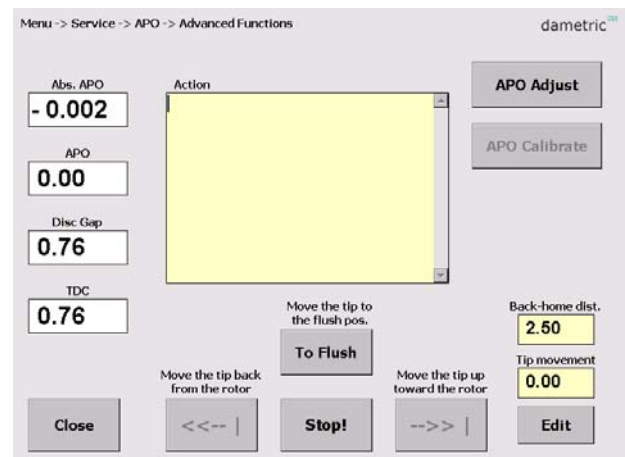 Menu -> Service -> APO -> Advanced Functions
dametric™
Abs. APO
- 0.002
Action
APO Adjust
APO
0.00
APO Calibrate
Disc Gap
0.76
TDC
0.76
Move the tip to
the flush pos.
To Flush
Back-home dist.
2.50
Tip movement
0.00
Move the tip back
from the rotor
Move the tip up
toward the rotor
Close
<<-- |
Stop!
-->> |
Edit